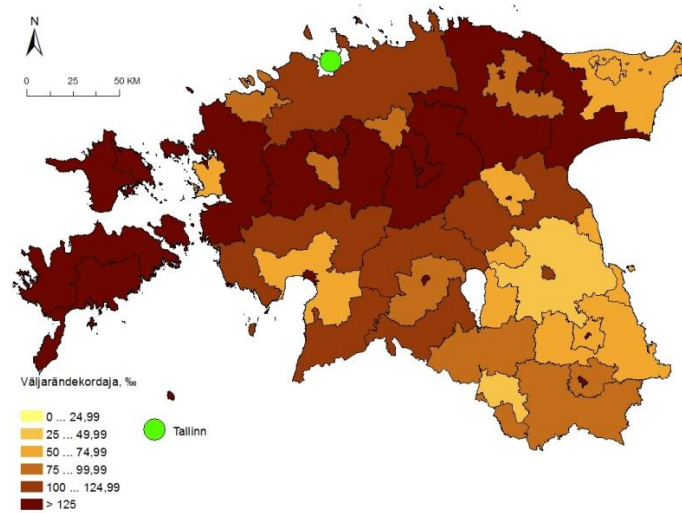 N
0 25 50 KM
Väljarändekordaja, ‰
0 ... 24,99
25 ... 49,99
50 ... 74,99
75 ... 99,99
100 ... 124,99
> 125
Tallinn